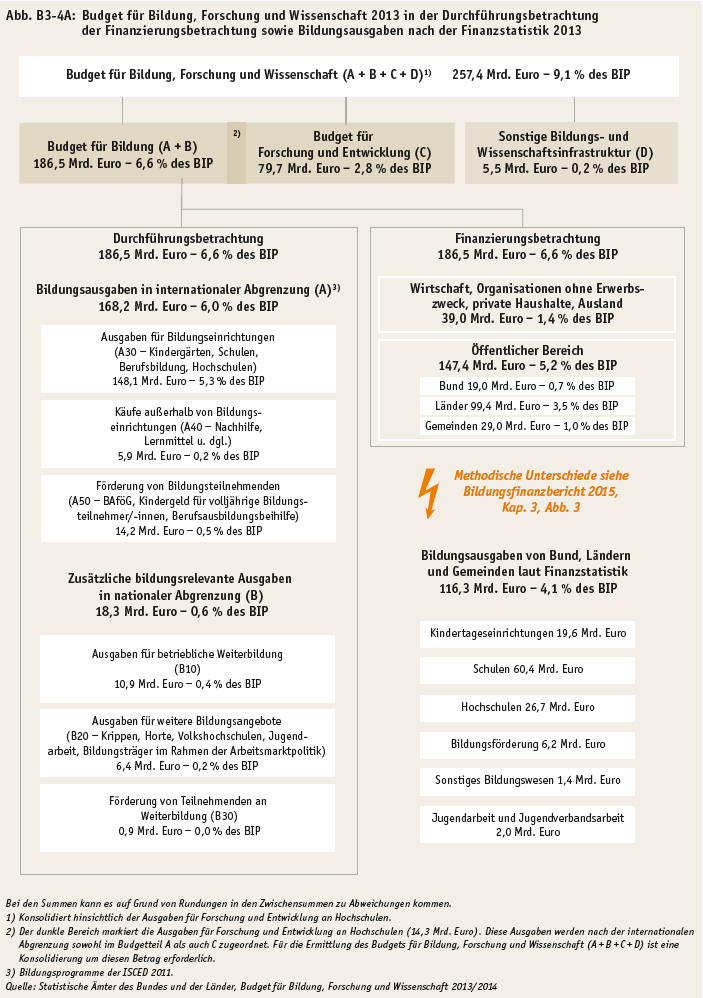 Abb. B3-4A: Budget für Bildung, Forschung und Wissenschaft 2013 in der Durchführungsbetrachtung
der Finanzierungsbetrachtung sowie Bildungsausgaben nach der Finanzstatistik 2013
Budget für Bildung, Forschung und Wissenschaft (A + B + C + D)1) 257,4 Mrd. Euro – 9,1 % des BIP
Budget für Bildung (A + B)
186,5 Mrd. Euro – 6,6 % des BIP
2)
Budget für
Forschung und Entwicklung (C)
79,7 Mrd. Euro – 2,8 % des BIP
Sonstige Bildungs- und
Wissenschaftsinfrastruktur (D)
5,5 Mrd. Euro – 0,2 % des BIP
Durchführungsbetrachtung
186,5 Mrd. Euro – 6,6 % des BIP
Bildungsausgaben in internationaler Abgrenzung (A)3)
168,2 Mrd. Euro – 6,0 % des BIP
Ausgaben für Bildungseinrichtungen
(A30 – Kindergärten, Schulen,
Berufsbildung, Hochschulen)
148,1 Mrd. Euro – 5,3 % des BIP
Käufe außerhalb von Bildungs-
einrichtungen (A40 – Nachhilfe,
Lernmittel u. dgl.)
5,9 Mrd. Euro – 0,2 % des BIP
Förderung von Bildungsteilnehmenden
(A50 – BAföG, Kindergeld für volljährige Bildungs-
teilnehmer/-innen, Berufsausbildungsbeihilfe)
14,2 Mrd. Euro – 0,5 % des BIP
Zusätzliche bildungsrelevante Ausgaben
in nationaler Abgrenzung (B)
18,3 Mrd. Euro – 0,6 % des BIP
Ausgaben für betriebliche Weiterbildung
(B10)
10,9 Mrd. Euro – 0,4 % des BIP
Ausgaben für weitere Bildungsangebote
(B20 – Krippen, Horte, Volkshochschulen, Jugend-
arbeit, Bildungsträger im Rahmen der Arbeitsmarktpolitik)
6,4 Mrd. Euro – 0,2 % des BIP
Förderung von Teilnehmenden an
Weiterbildung (B30)
0,9 Mrd. Euro – 0,0 % des BIP
Finanzierungsbetrachtung
186,5 Mrd. Euro – 6,6 % des BIP
Wirtschaft, Organisationen ohne Erwerbs-
zweck, private Haushalte, Ausland
39,0 Mrd. Euro – 1,4 % des BIP
Öffentlicher Bereich
147,4 Mrd. Euro – 5,2 % des BIP
Bund 19,0 Mrd. Euro – 0,7 % des BIP
Länder 99,4 Mrd. Euro – 3,5 % des BIP
Gemeinden 29,0 Mrd. Euro – 1,0 % des BIP
Methodische Unterschiede siehe
Bildungsfinanzbericht 2015,
Kap. 3, Abb. 3
Bildungsausgaben von Bund, Ländern
und Gemeinden laut Finanzstatistik
116,3 Mrd. Euro – 4,1 % des BIP
Kindertageseinrichtungen 19,6 Mrd. Euro
Schulen 60,4 Mrd. Euro
Hochschulen 26,7 Mrd. Euro
Bildungsförderung 6,2 Mrd. Euro
Sonstiges Bildungswesen 1,4 Mrd. Euro
Jugendarbeit und Jugendverbandsarbeit
2,0 Mrd. Euro
Bei den Summen kann es auf Grund von Rundungen in den Zwischensummen zu Abweichungen kommen.
1) Konsolidiert hinsichtlich der Ausgaben für Forschung und Entwicklung an Hochschulen.
2) Der dunkle Bereich markiert die Ausgaben für Forschung und Entwicklung an Hochschulen (14,3 Mrd. Euro). Diese Ausgaben werden nach der internationalen
Abgrenzung sowohl im Budgetteil A als auch C zugeordnet. Für die Ermittlung des Budgets für Bildung, Forschung und Wissenschaft (A + B + C + D) ist eine
Konsolidierung um diesen Betrag erforderlich.
3) Bildungsprogramme der ISCED 2011.
Quelle: Statistische Ämter des Bundes und der Länder, Budget für Bildung, Forschung und Wissenschaft 2013/2014